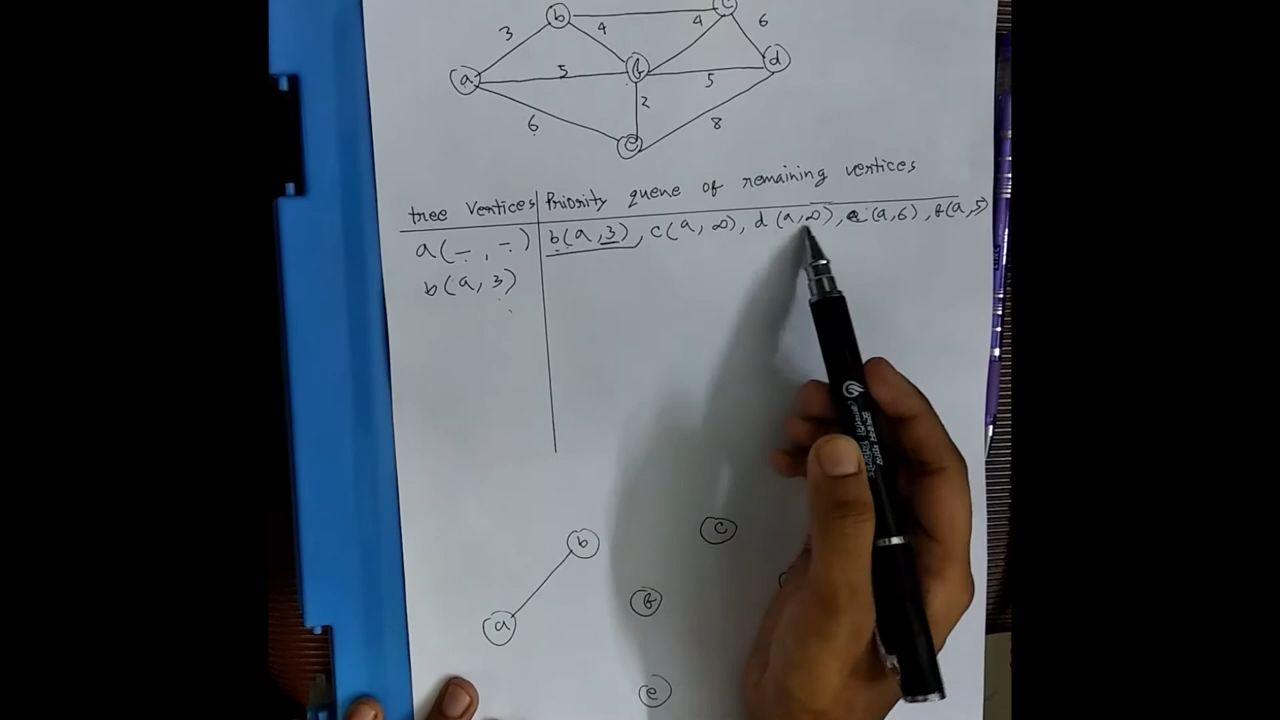 b
c
3
4
4
6
a
5
f
5
d
2
6
e
8
tree vertices Priority queue of remaining vertices
a(-, -) b(a, 3), c(a, ∞), d(a, ∞), e(a, 6), f(a, 5)
b(a, 3)
c
b
f
a
e